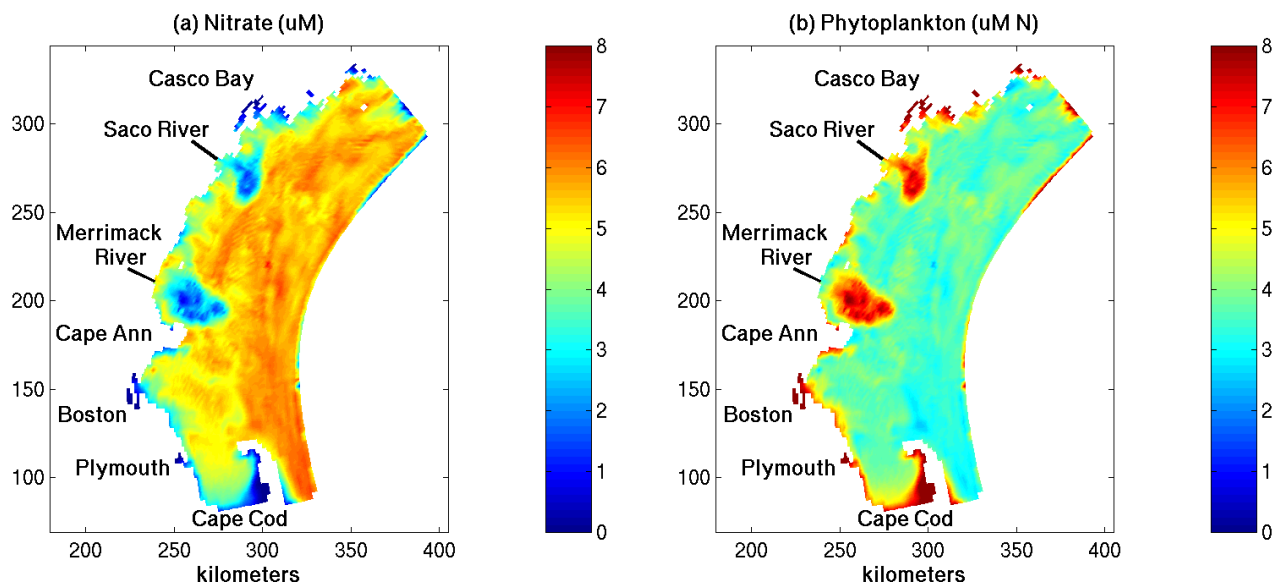 (a) Nitrate (uM)
300
250
200
150
100
Casco Bay
Saco River
Merrimack
River
Cape Ann
Boston
Plymouth
Cape Cod
200 250 300 350 400
kilometers
8
7
6
5
4
3
2
1
0
(b) Phytoplankton (uM N)
300
250
200
150
100
Casco Bay
Saco River
Merrimack
River
Cape Ann
Boston
Plymouth
Cape Cod
200 250 300 350 400
kilometers
8
7
6
5
4
3
2
1
0